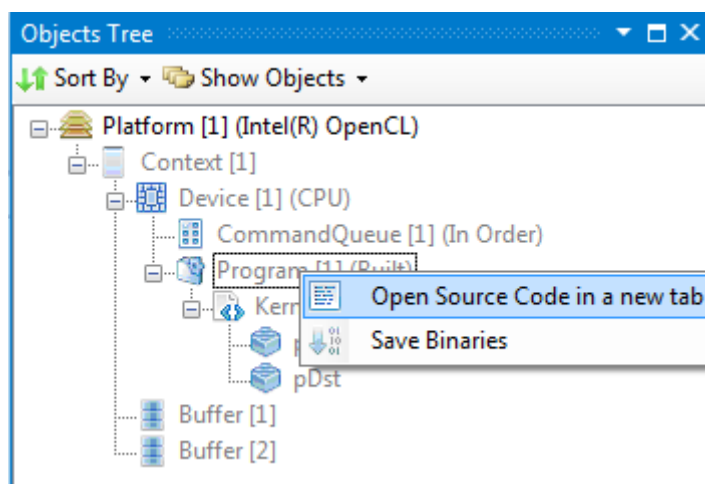 Objects Tree
Sort By Show Objects
Platform [1] (Intel(R) OpenCL)
Context [1]
Device [1] (CPU)
CommandQueue [1] (In Order)
Program [1] (Built)
Open Source Code in a new tab
Save Binaries
pDst
Buffer [1]
Buffer [2]